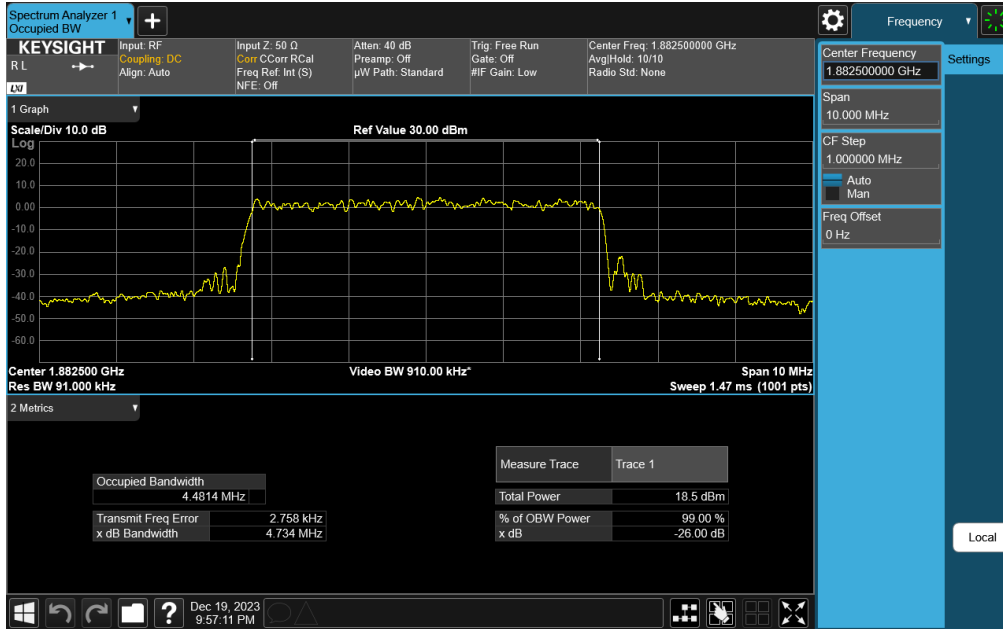 Spectrum Analyzer 1
Occupied BW
Frequency
KEYSIGHT
R L
LXI
Input: RF
Coupling: DC
Align: Auto
Input Z: 50 Ω
Corr CCorr RCal
Freq Ref: Int (S)
NFE: Off
Atten: 40 dB
Preamp: Off
µW Path: Standard
Trig: Free Run
Gate: Off
#IF Gain: Low
Center Freq: 1.882500000 GHz
Avg|Hold: 10/10
Radio Std: None
Center Frequency
1.882500000 GHz
Settings
Span
10.000 MHz
CF Step
1.000000 MHz
Auto
Man
Freq Offset
0 Hz
Local
1 Graph
Scale/Div 10.0 dB
Ref Value 30.00 dBm
Log
20.0
10.0
0.00
-10.0
-20.0
-30.0
-40.0
-50.0
-60.0
Center 1.882500 GHz
Video BW 910.00 kHz*
Span 10 MHz
Res BW 91.000 kHz
Sweep 1.47 ms (1001 pts)
2 Metrics
Measure Trace Trace 1
Occupied Bandwidth
4.4814 MHz
Total Power 18.5 dBm
Transmit Freq Error 2.758 kHz
% of OBW Power 99.00 %
x dB Bandwidth 4.734 MHz
x dB -26.00 dB
?
Dec 19, 2023
9:57:11 PM